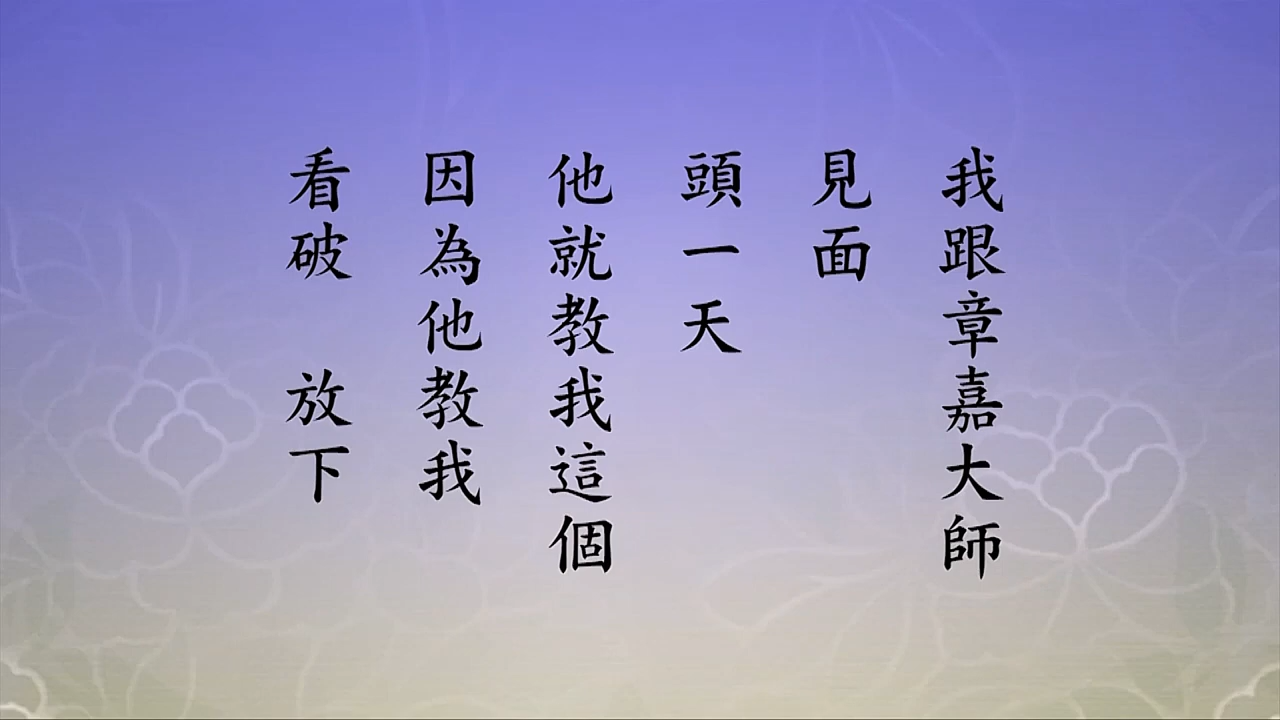 我跟章嘉大師
見面
頭一天
他就教我這個
因為他教我
看破　放下